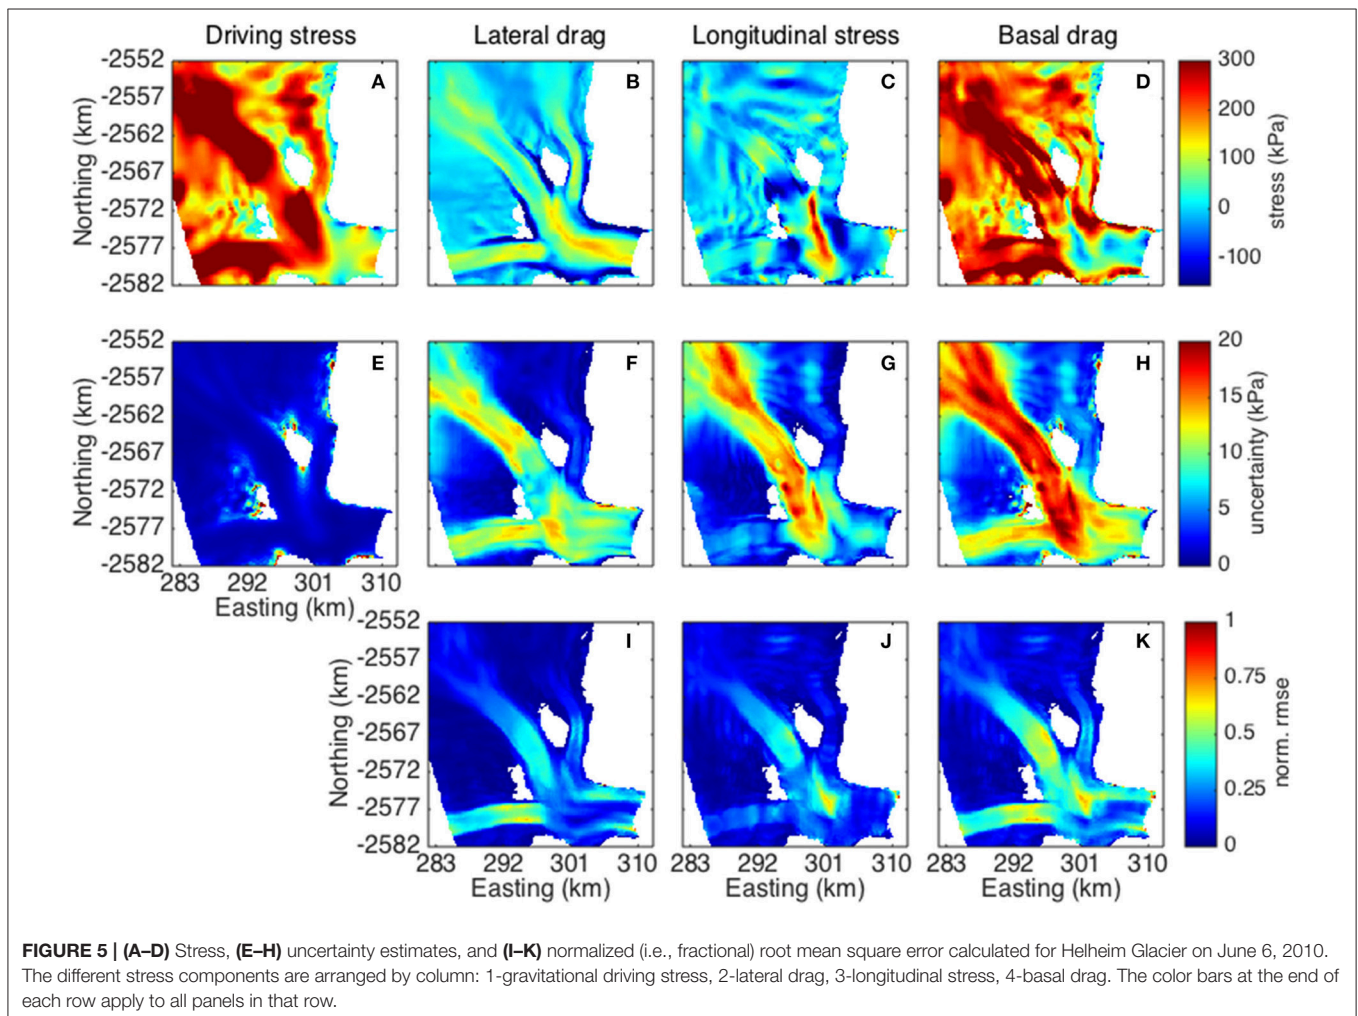 Driving stress Lateral drag Longitudinal stress Basal drag
-2552
-2557
-2562
-2567
-2572
-2577
-2582
Northing (km)
A B C D
300
200
100
0
-100
stress (kPa)
-2552
-2557
-2562
-2567
-2572
-2577
-2582
Northing (km)
E F G H
20
15
10
5
0
uncertainty (kPa)
283 292 301 310
Easting (km)
-2552
-2557
-2562
-2567
-2572
-2577
-2582
Northing (km)
I J K
1
0.75
0.5
0.25
0
norm. rmse
283 292 301 310 283 292 301 310 283 292 301 310
Easting (km) Easting (km) Easting (km)
FIGURE 5 | (A–D) Stress, (E–H) uncertainty estimates, and (I–K) normalized (i.e., fractional) root mean square error calculated for Helheim Glacier on June 6, 2010.
The different stress components are arranged by column: 1-gravitational driving stress, 2-lateral drag, 3-longitudinal stress, 4-basal drag. The color bars at the end of
each row apply to all panels in that row.